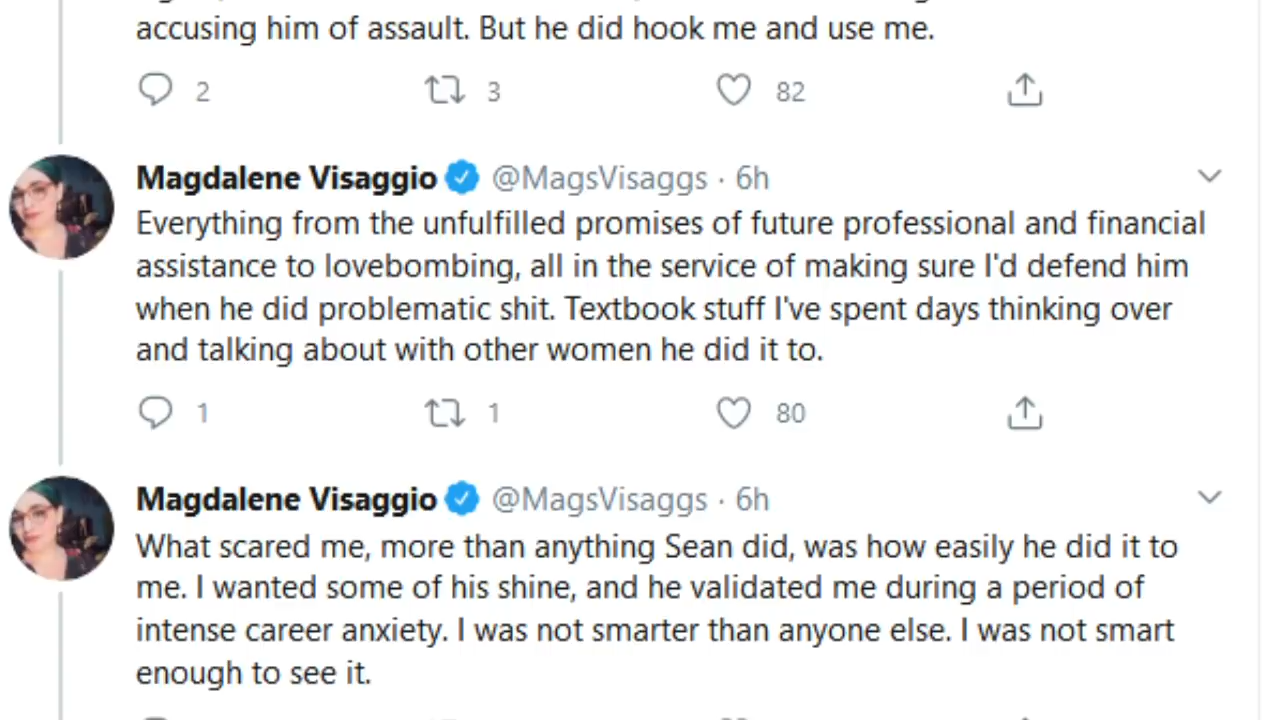 accusing him of assault. But he did hook me and use me.
2 3 82
Magdalene Visaggio @MagsVisaggs · 6h
Everything from the unfulfilled promises of future professional and financial
assistance to lovebombing, all in the service of making sure I'd defend him
when he did problematic shit. Textbook stuff I've spent days thinking over
and talking about with other women he did it to.
1 1 80
Magdalene Visaggio @MagsVisaggs · 6h
What scared me, more than anything Sean did, was how easily he did it to
me. I wanted some of his shine, and he validated me during a period of
intense career anxiety. I was not smarter than anyone else. I was not smart
enough to see it.